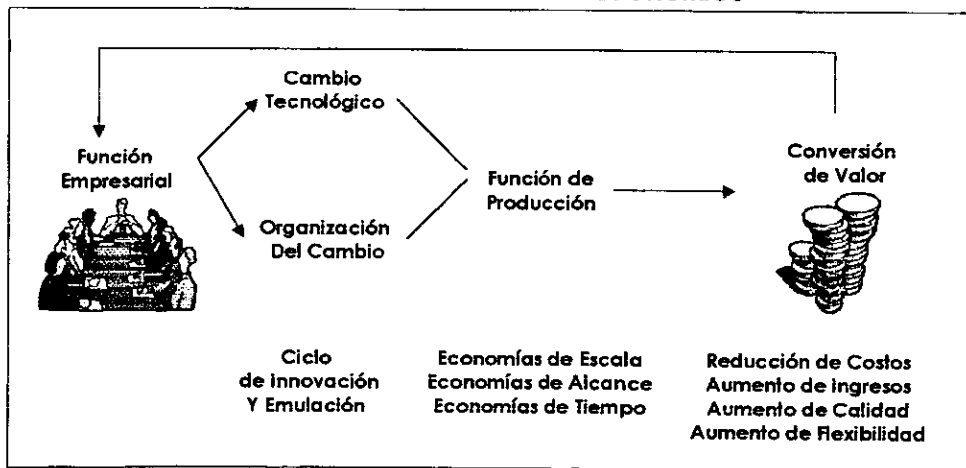 Cambio
Tecnológico
Función
Empresarial
Conversión
de Valor
Función de
Producción
Organización
Del Cambio
Ciclo
de innovación
Y Emulación
Economías de Escala
Economías de Alcance
Economías de Tiempo
Reducción de Costos
Aumento de ingresos
Aumento de Calidad
Aumento de Flexibilidad